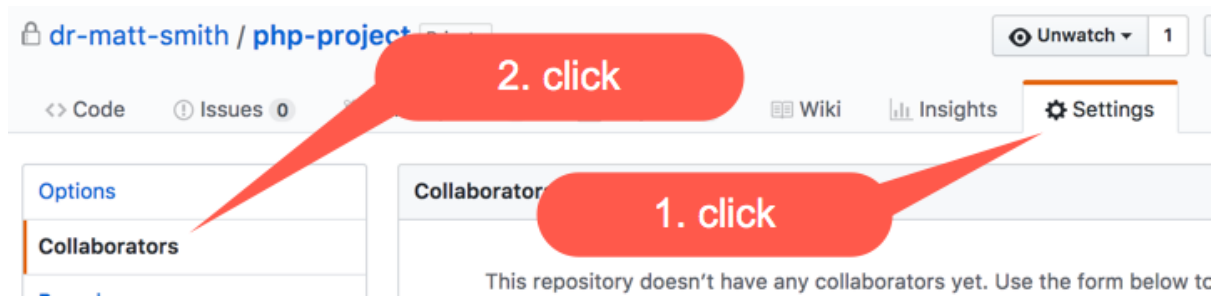 dr-matt-smith / php-project
Unwatch 1
2. click
Code Issues 0 Wiki Insights Settings
Options
Collaborators
1. click
Collaborators
This repository doesn't have any collaborators yet. Use the form below to